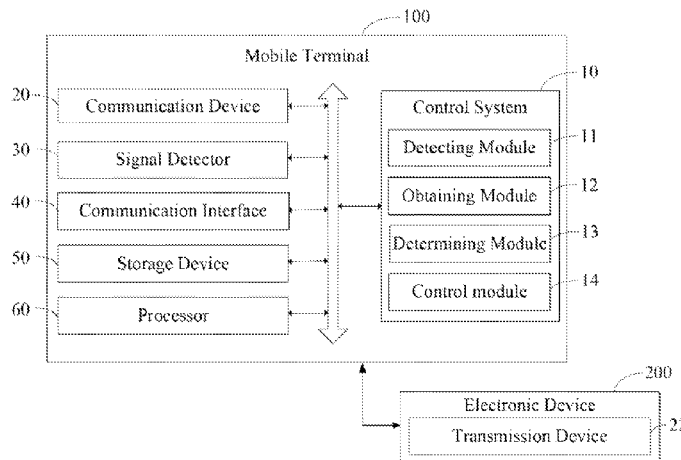 100
Mobile Terminal
10
20
Communication Device
Control System
11
30
Detecting Module
Signal Detector
12
40
Obtaining Module
Communication Interface
13
50
Determining Module
Storage Device
14
60
Control module
Processor
200
Electronic Device
Transmission Device